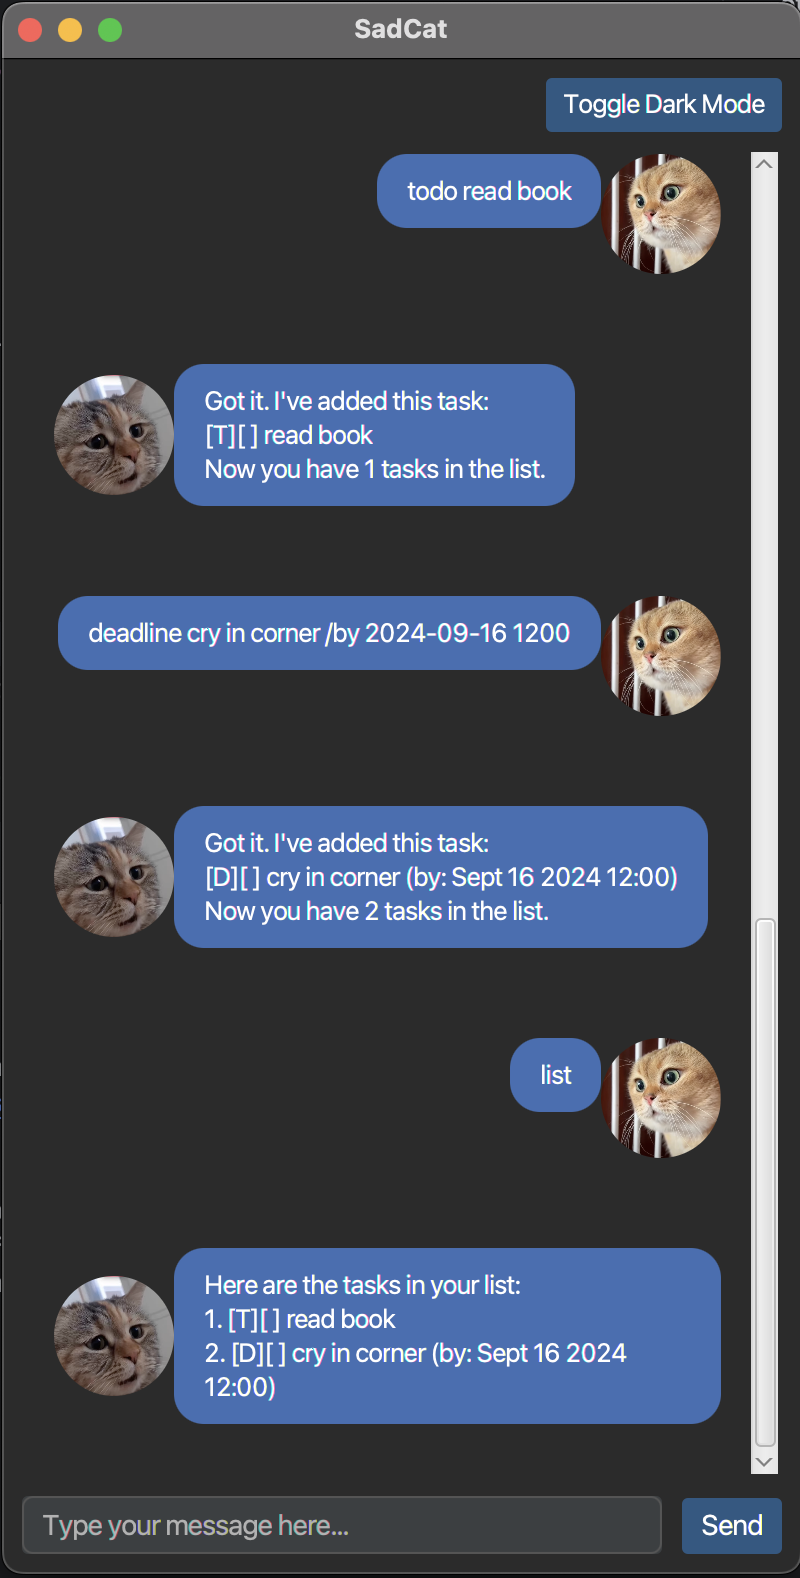 SadCat
Toggle Dark Mode
todo read book
Got it. I've added this task:
[T][ ] read book
Now you have 1 tasks in the list.
deadline cry in corner /by 2024-09-16 1200
Got it. I've added this task:
[D][ ] cry in corner (by: Sept 16 2024 12:00)
Now you have 2 tasks in the list.
list
Here are the tasks in your list:
1. [T][ ] read book
2. [D][ ] cry in corner (by: Sept 16 2024
12:00)
Type your message here...
Send